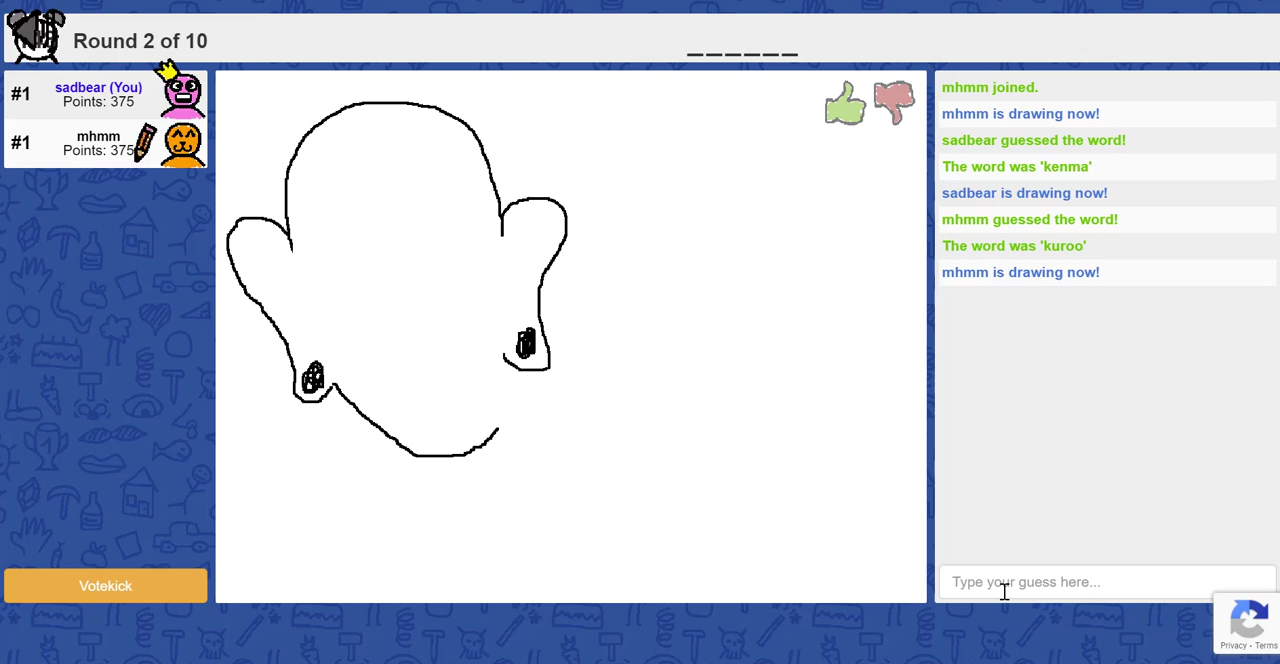 Round 2 of 10
______
#1 sadbear (You)
Points: 375
#1 mhmm
Points: 375
mhmm joined.
mhmm is drawing now!
sadbear guessed the word!
The word was 'kenma'
sadbear is drawing now!
mhmm guessed the word!
The word was 'kuroo'
mhmm is drawing now!
Type your guess here...
Votekick
Privacy - Terms